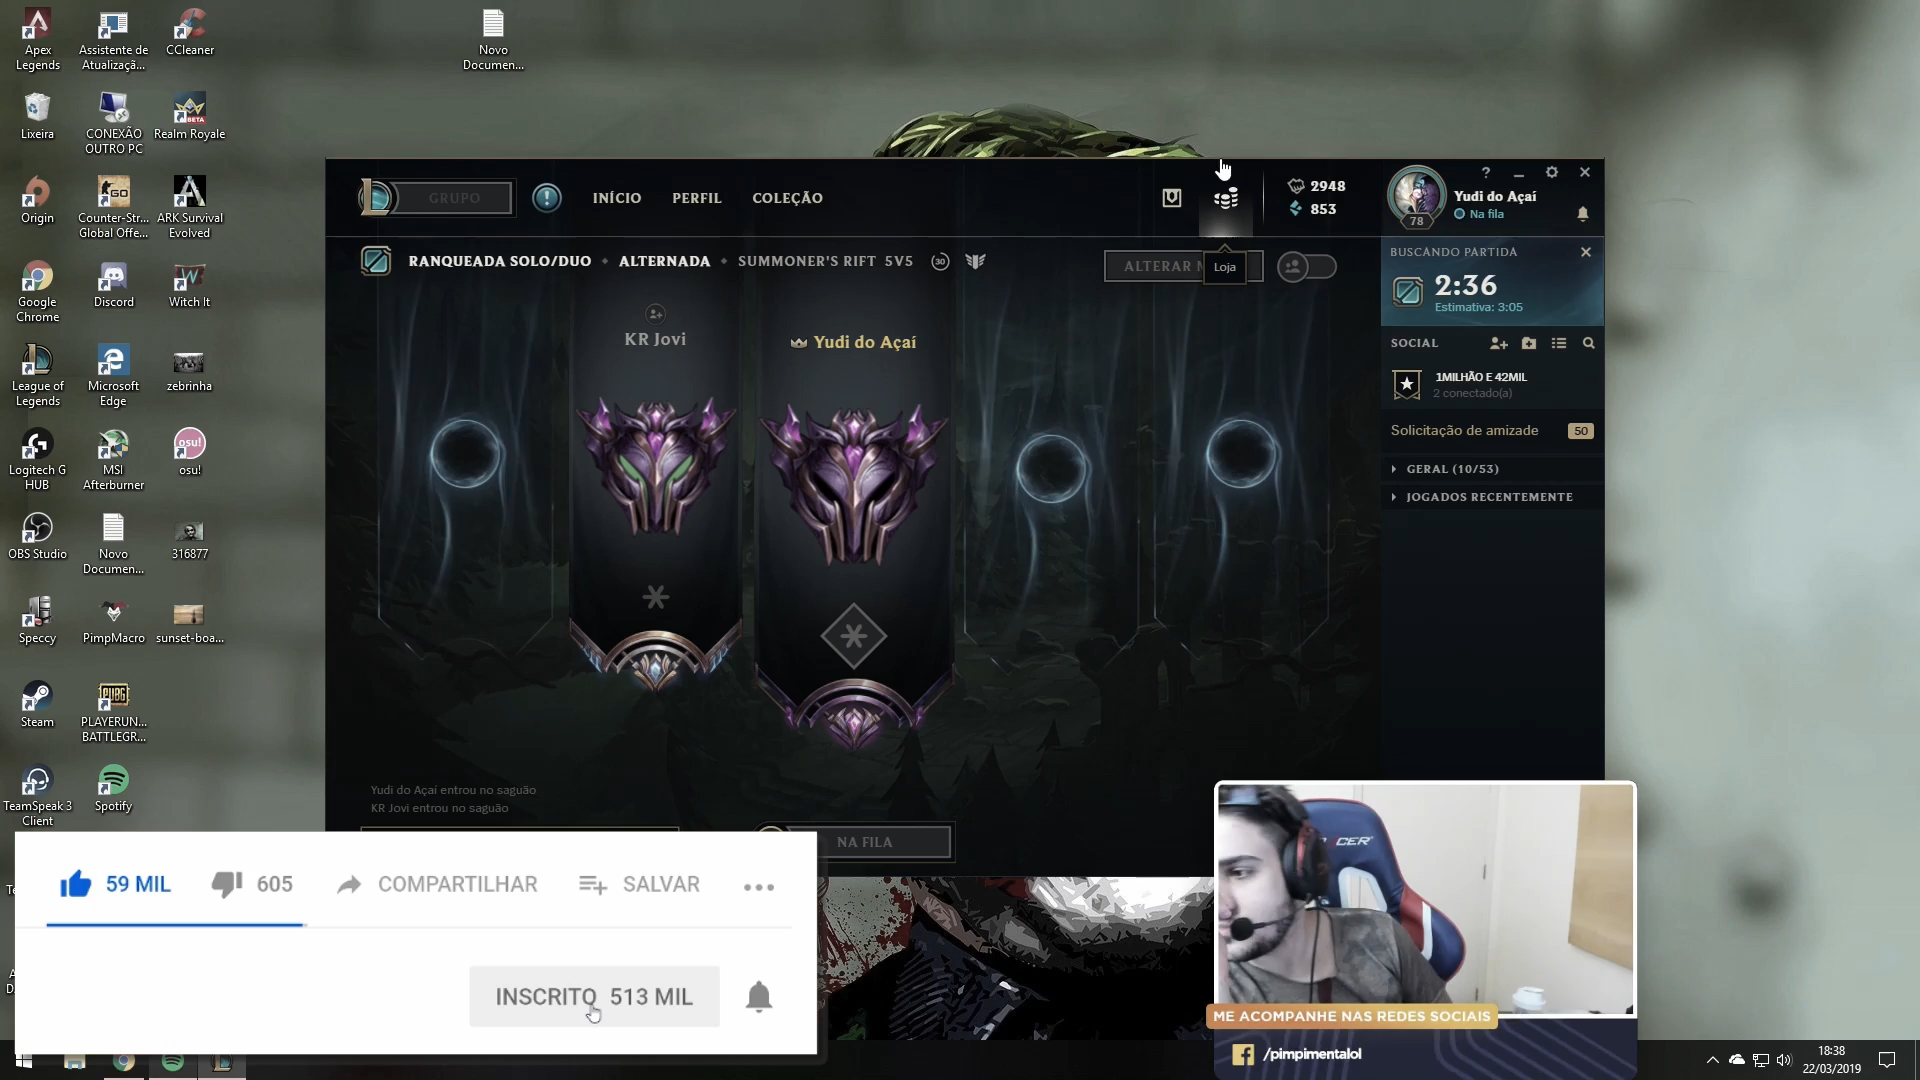 Apex
Legends
Assistente de
Atualizaçã...
CCleaner
Novo
Documen...
Lixeira
CONEXÃO
OUTRO PC
Realm Royale
BETA
Origin
Counter-Str...
Global Offe...
ARK Survival
Evolved
Google
Chrome
Discord
Witch It
League of
Legends
Microsoft
Edge
zebrinha
Logitech G
HUB
MSI
Afterburner
osu!
osu!
OBS Studio
Novo
Documen...
316877
Speccy
PimpMacro
sunset-boa...
Steam
PLAYERUN...
BATTLEGR...
TeamSpeak 3
Client
Spotify
GRUPO
INÍCIO
PERFIL
COLEÇÃO
2948
853
Yudi do Açaí
Na fila
78
RANQUEADA SOLO/DUO • ALTERNADA • SUMMONER'S RIFT 5V5
30
ALTERAR M
Loja
BUSCANDO PARTIDA
2:36
Estimativa: 3:05
KR Jovi
Yudi do Açaí
SOCIAL
1MILHÃO E 42MIL
2 conectado(a)
Solicitação de amizade 50
GERAL (10/53)
JOGADOS RECENTEMENTE
Yudi do Açaí entrou no saguão
KR Jovi entrou no saguão
NA FILA
59 MIL
605
COMPARTILHAR
SALVAR
INSCRITO 513 MIL
ME ACOMPANHE NAS REDES SOCIAIS
/pimpimentalol
18:38
22/03/2019